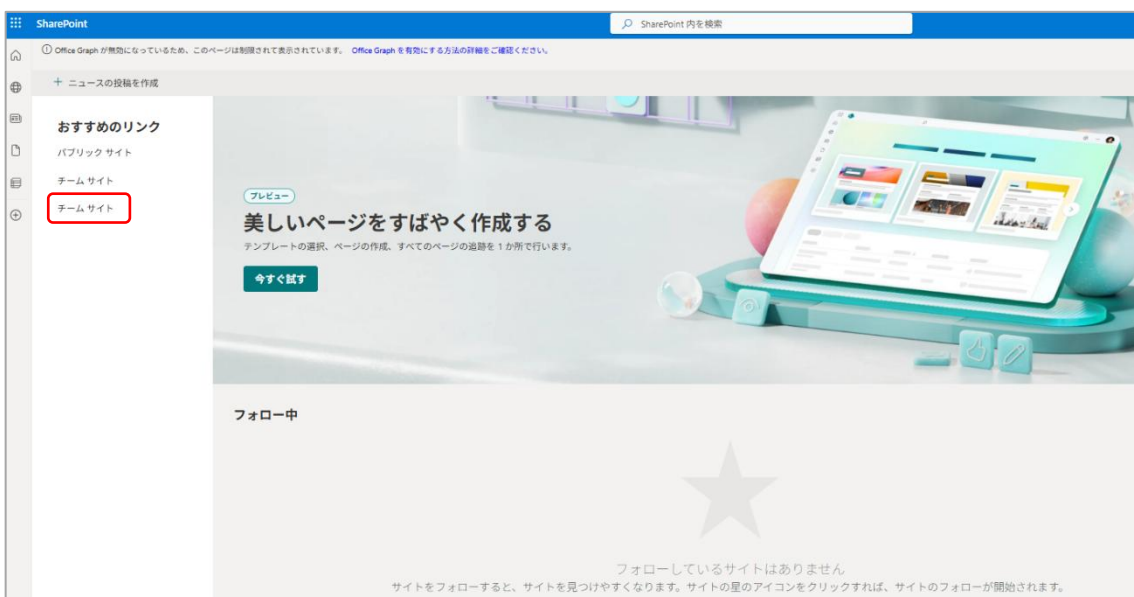 SharePoint
SharePoint 内を検索
Office Graph が無効になっているため、このページは制限されて表示されています。 Office Graph を有効にする方法の詳細をご確認ください。
+ ニュースの投稿を作成
おすすめのリンク
パブリック サイト
チーム サイト
チーム サイト
プレビュー
美しいページをすばやく作成する
テンプレートの選択、ページの作成、すべてのページの追跡を 1 か所で行います。
今すぐ試す
フォロー中
フォローしているサイトはありません
サイトをフォローすると、サイトを見つけやすくなります。サイトの星のアイコンをクリックすれば、サイトのフォローが開始されます。